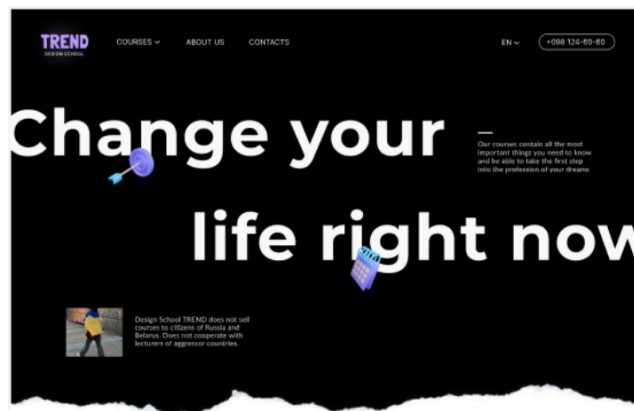 TREND
DESIGN SCHOOL
COURSES
ABOUT US
CONTACTS
EN
+098 124-60-60
Change your
Our courses contain all the most
important things you need to know
and be able to take the first step
into the profession of your dreams.
life right now
Design School TREND does not sell
courses to citizens of Russia and
Belarus. Does not cooperate with
lecturers of aggressor countries.